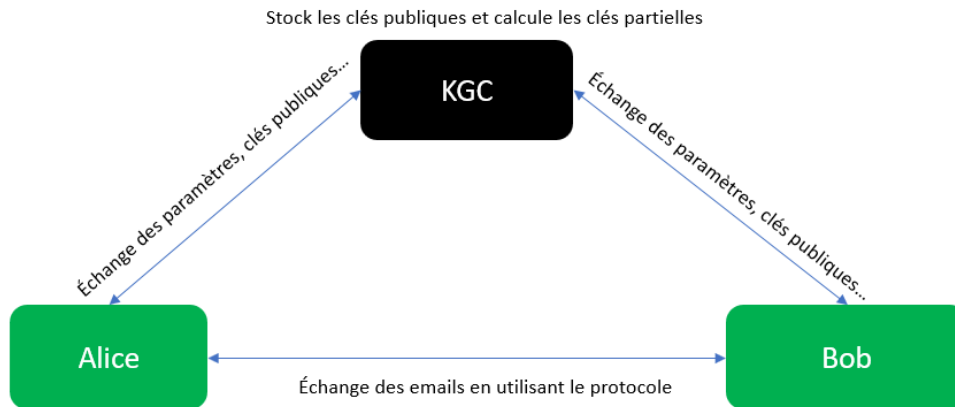 Stock les clés publiques et calcule les clés partielles
KGC
Échange des paramètres, clés publiques...
Échange des paramètres, clés publiques...
Alice
Bob
Échange des emails en utilisant le protocole